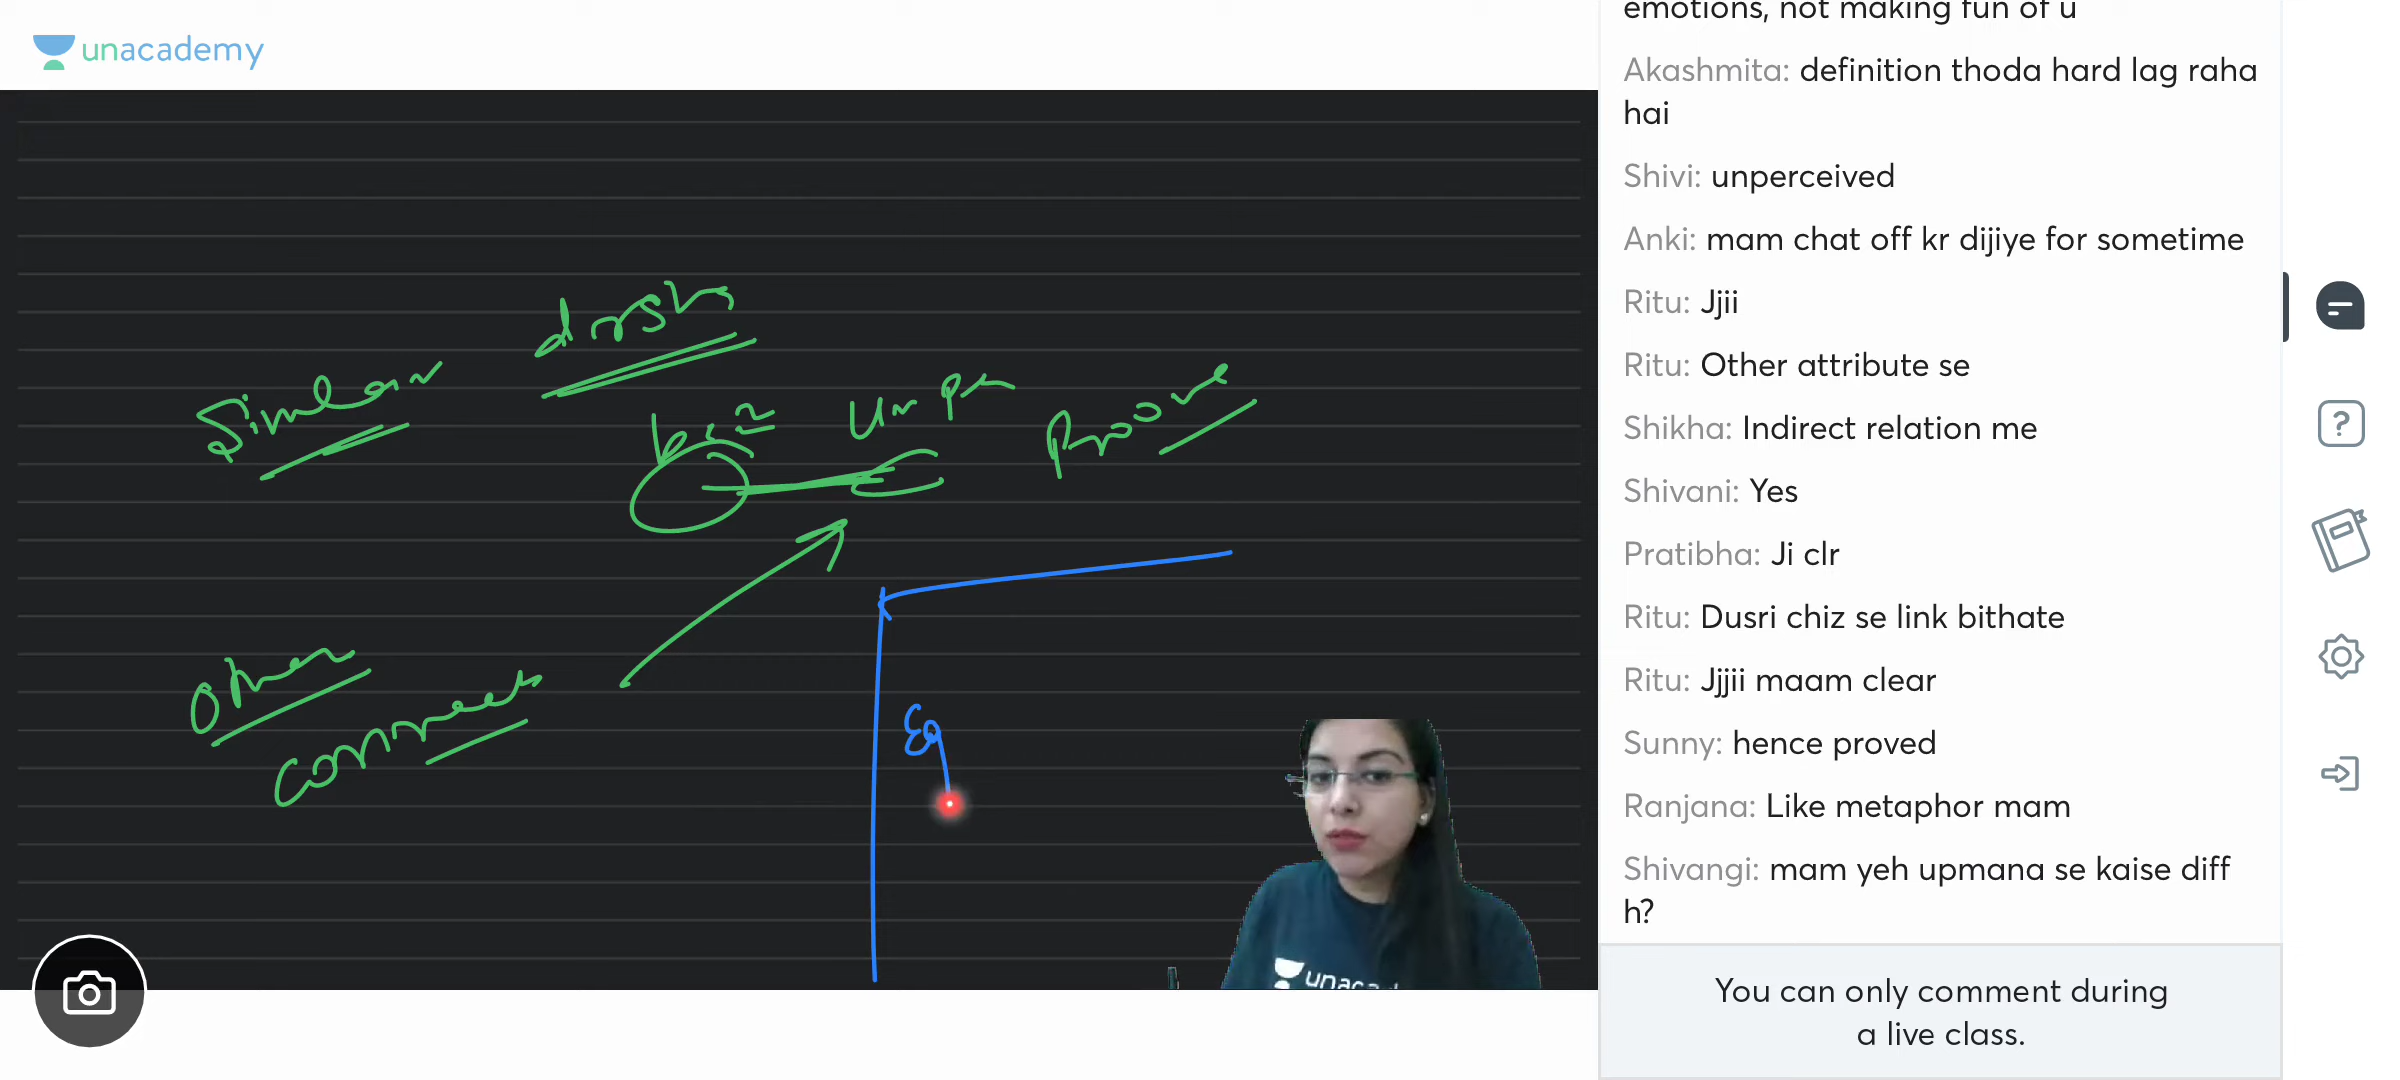 unacademy
drsh
Similar
Prove
Other
Connect
Eg
unaca
emotions, not making fun of u
Akashmita: definition thoda hard lag raha
hai
Shivi: unperceived
Anki: mam chat off kr dijiye for sometime
Ritu: Jjii
Ritu: Other attribute se
Shikha: Indirect relation me
Shivani: Yes
Pratibha: Ji clr
Ritu: Dusri chiz se link bithate
Ritu: Jjjii maam clear
Sunny: hence proved
Ranjana: Like metaphor mam
Shivangi: mam yeh upmana se kaise diff
h?
You can only comment during
a live class.